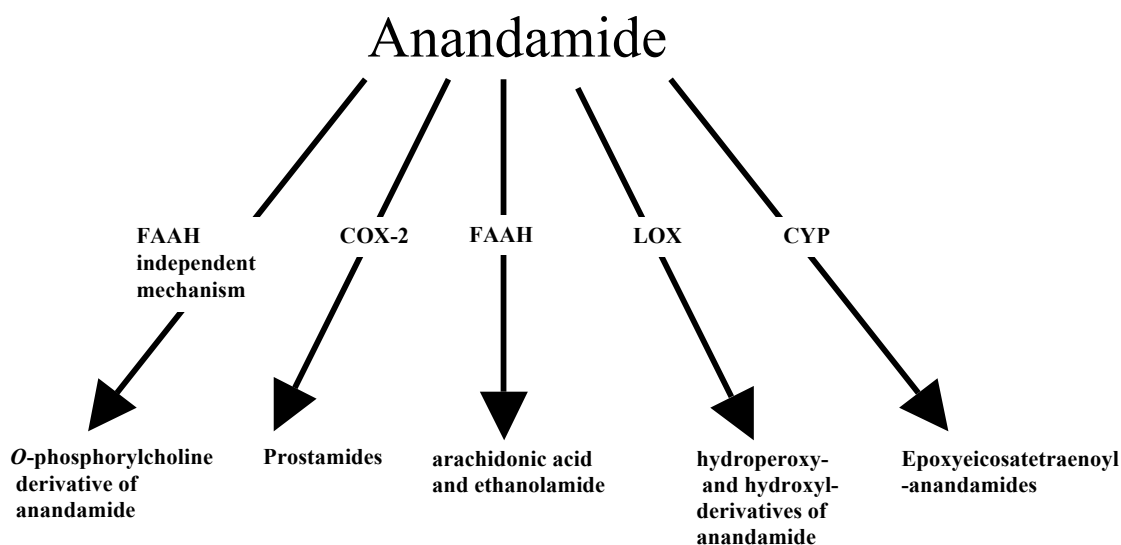 Anandamide
FAAH
independent
mechanism
COX-2
FAAH
LOX
CYP
O-phosphorylcholine
derivative of
anandamide
Prostamides
arachidonic acid
and ethanolamide
hydroperoxy-
and hydroxyl-
derivatives of
anandamide
Epoxyeicosatetraenoyl
-anandamides